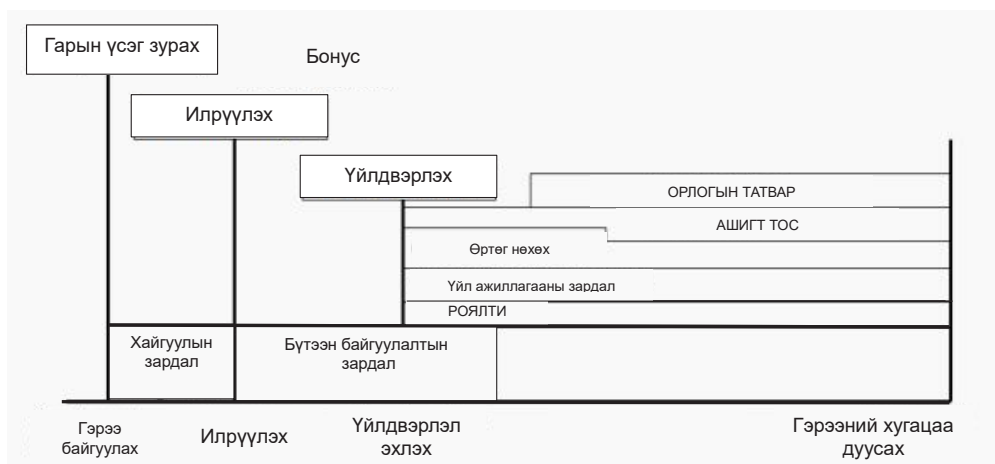 Гарын үсэг зурах
Бонус
Илрүүлэх
Үйлдвэрлэх
ОРЛОГЫН ТАТВАР
АШИГТ ТОС
Өртөг нөхөх
Үйл ажиллагааны зардал
РОЯЛТИ
Хайгуулын
зардал
Бүтээн байгуулалтын
зардал
Гэрээ
байгуулах
Илрүүлэх
Үйлдвэрлэл
эхлэх
Гэрээний хугацаа
дуусах